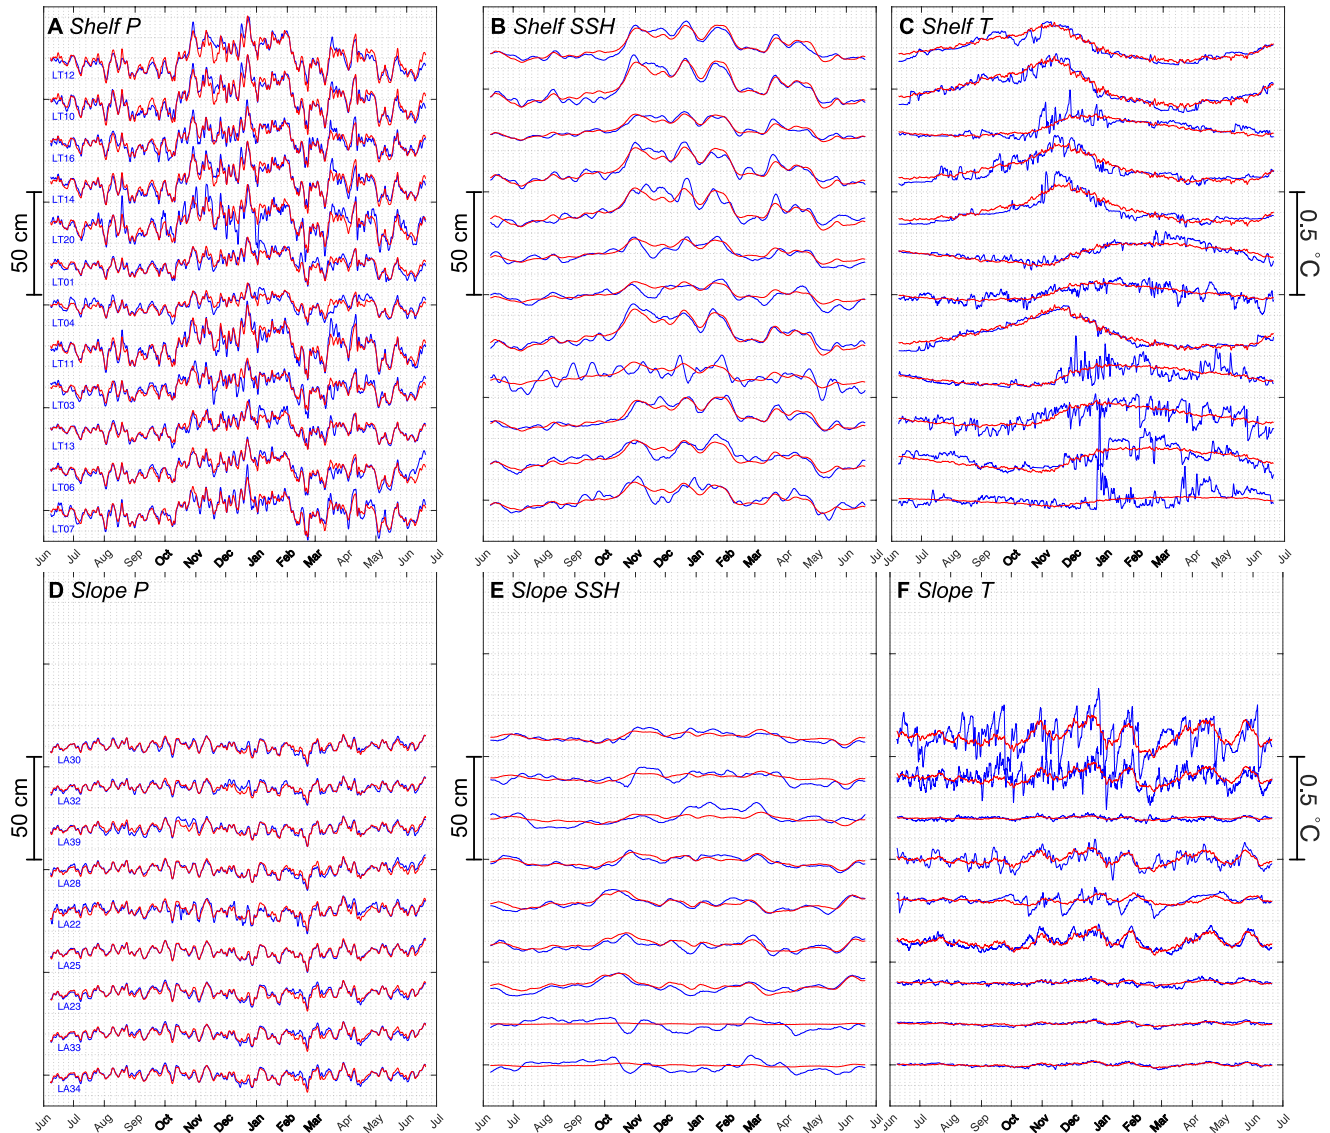 A Shelf P
B Shelf SSH
C Shelf T
LT12
LT10
LT16
LT14
LT20
LT01
LT04
LT11
LT03
LT13
LT06
LT07
50 cm
50 cm
0.5 °C
Jun Jul Aug Sep Oct Nov Dec Jan Feb Mar Apr May Jun Jul
Jun Jul Aug Sep Oct Nov Dec Jan Feb Mar Apr May Jun Jul
Jun Jul Aug Sep Oct Nov Dec Jan Feb Mar Apr May Jun Jul
D Slope P
E Slope SSH
F Slope T
LA30
LA32
LA39
LA28
LA22
LA25
LA23
LA33
LA34
50 cm
50 cm
0.5 °C
Jun Jul Aug Sep Oct Nov Dec Jan Feb Mar Apr May Jun Jul
Jun Jul Aug Sep Oct Nov Dec Jan Feb Mar Apr May Jun Jul
Jun Jul Aug Sep Oct Nov Dec Jan Feb Mar Apr May Jun Jul